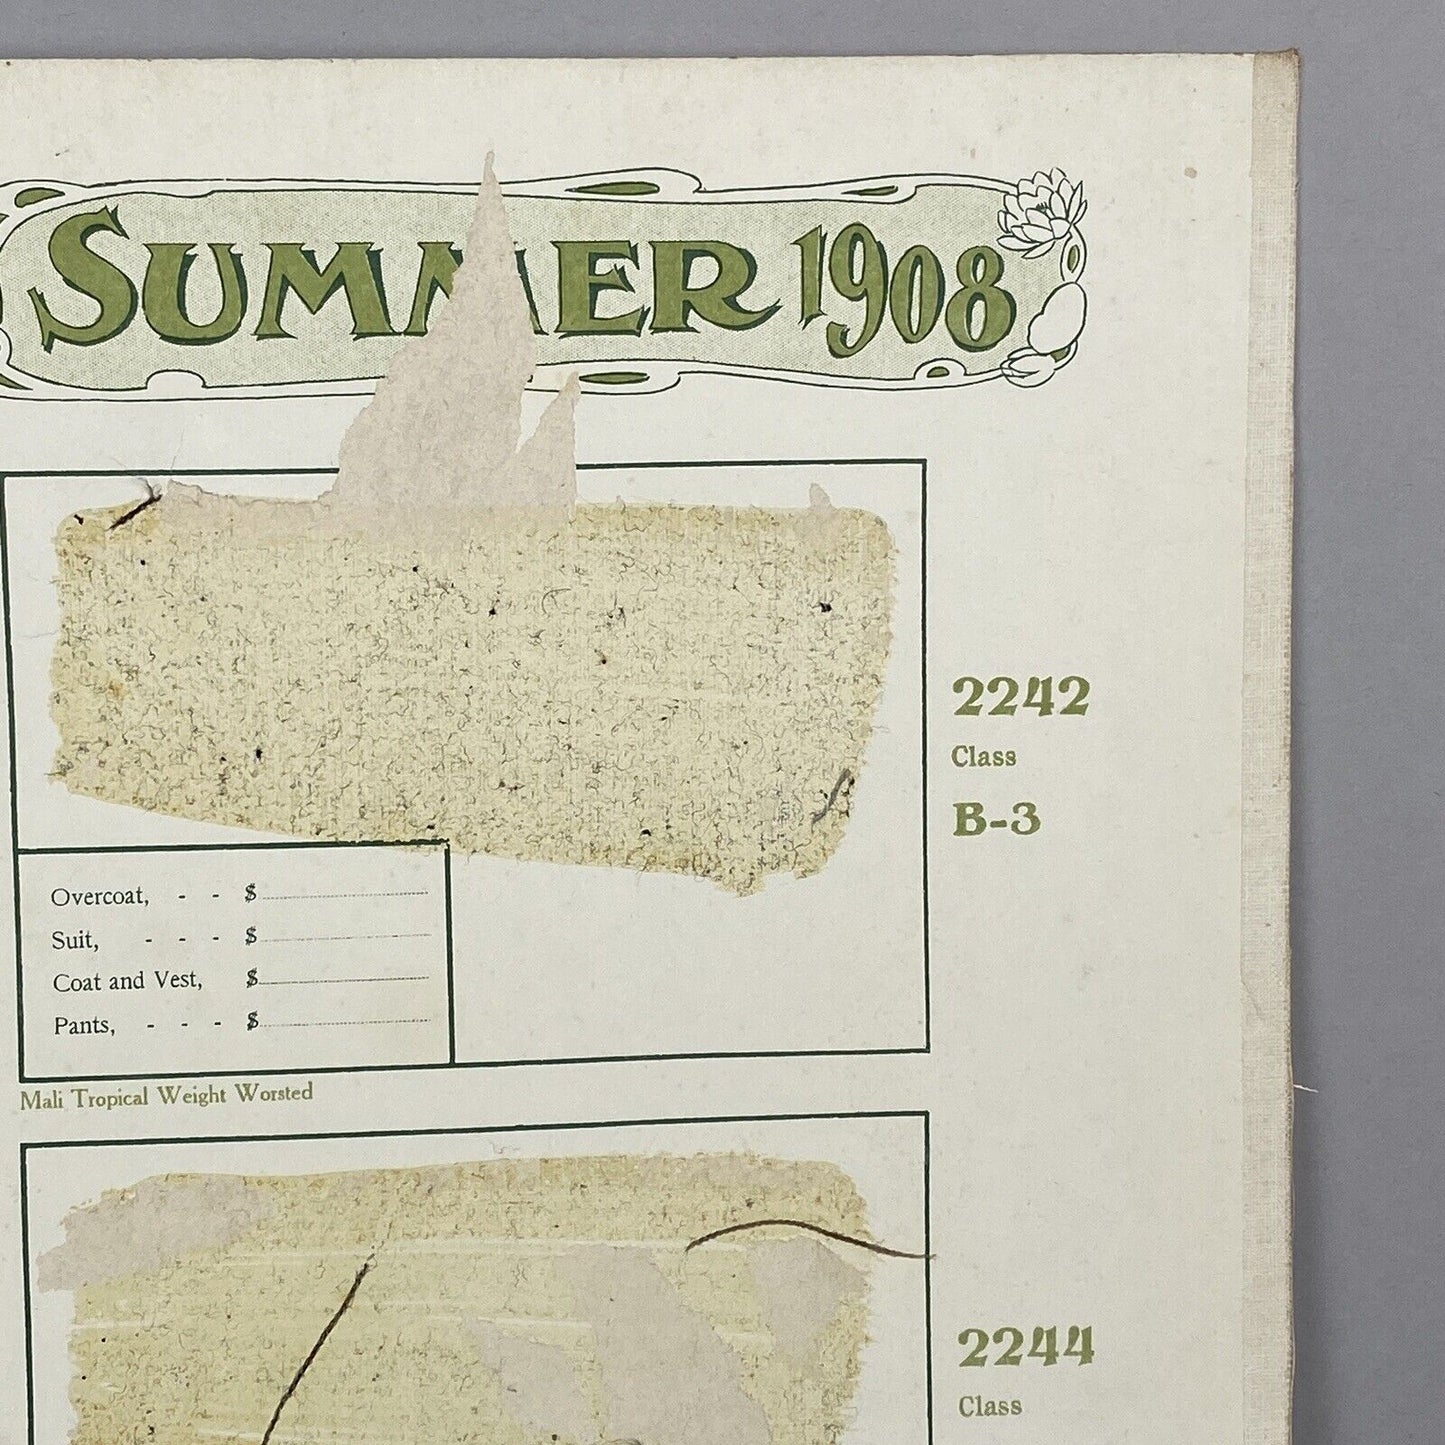 SUMMER 1908
2242
Class
B-3
Overcoat, - - $
Suit, - - - $
Coat and Vest, $
Pants, - - - $
Mali Tropical Weight Worsted
2244
Class